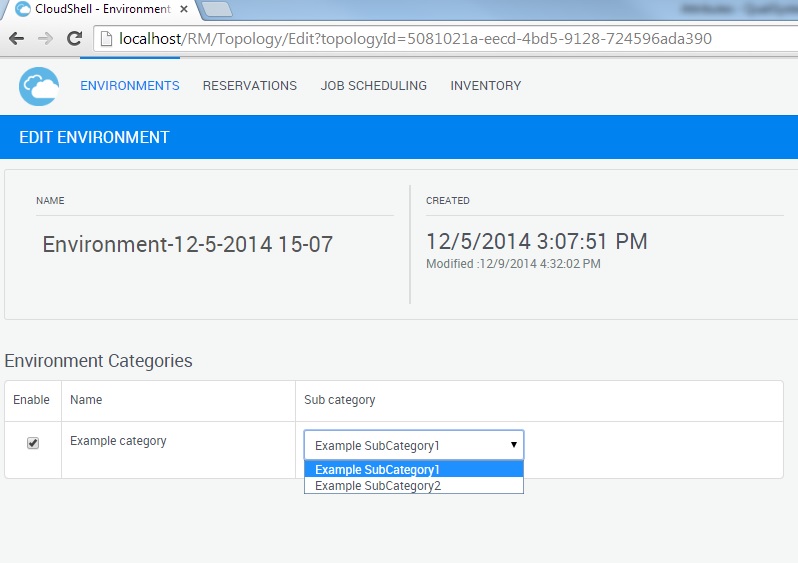 CloudShell - Environment
localhost/RM/Topology/Edit?topologyId=5081021a-eecd-4bd5-9128-724596ada390
ENVIRONMENTS RESERVATIONS JOB SCHEDULING INVENTORY
EDIT ENVIRONMENT
NAME
Environment-12-5-2014 15-07
CREATED
12/5/2014 3:07:51 PM
Modified :12/9/2014 4:32:02 PM
Environment Categories
Enable Name Sub category
Example category Example SubCategory1
Example SubCategory1
Example SubCategory2